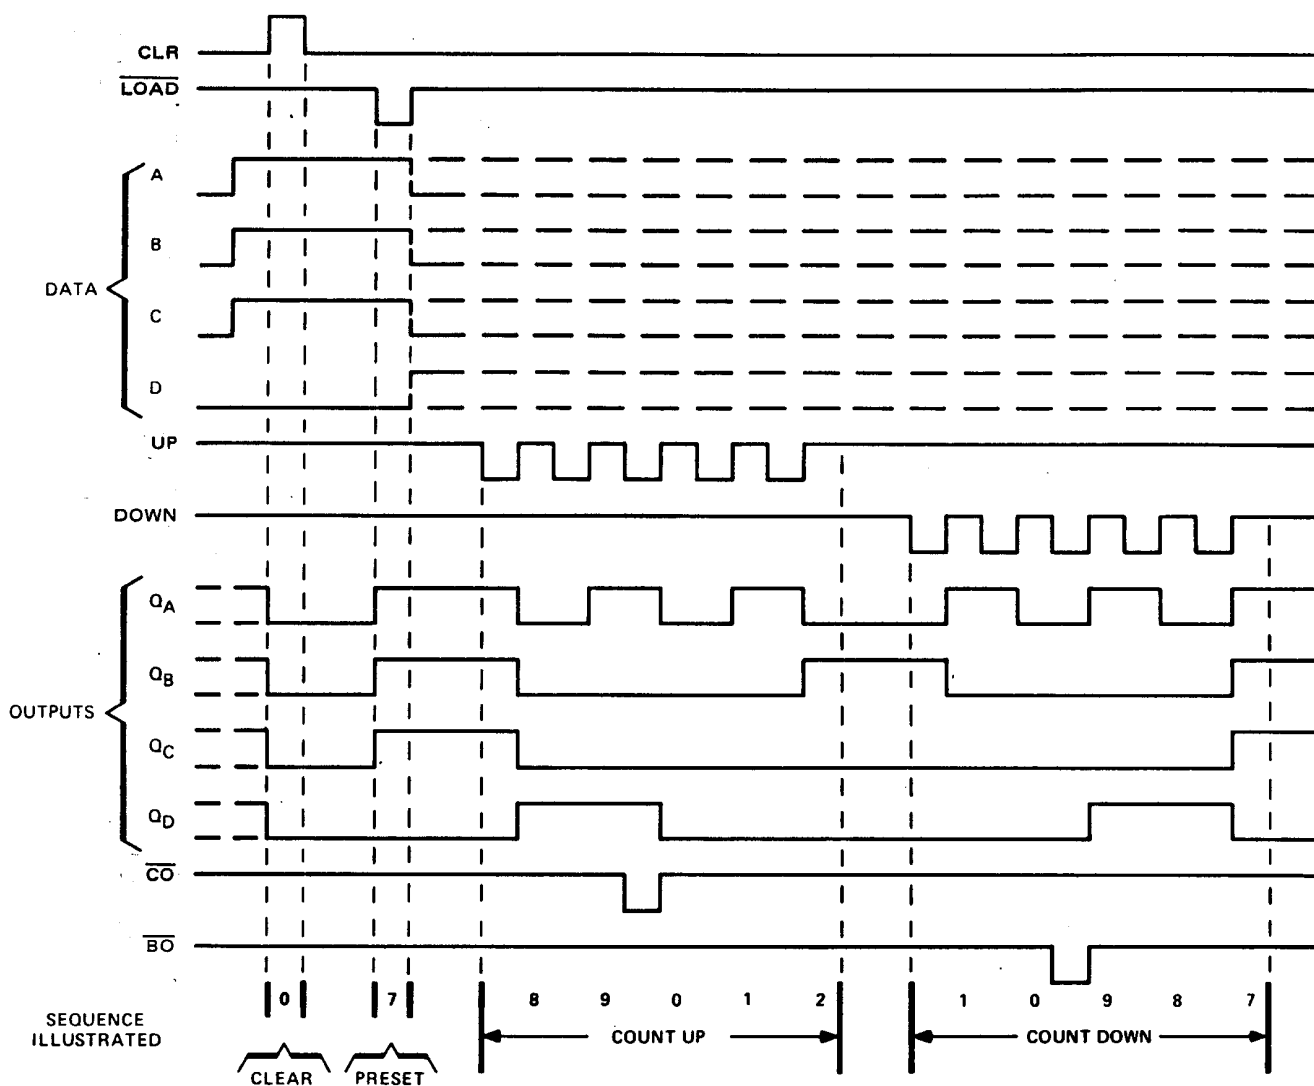 CLR
LOAD
A
B
DATA
C
D
UP
DOWN
QA
QB
OUTPUTS
QC
QD
CO
BO
SEQUENCE
ILLUSTRATED
0 7 8 9 0 1 2 1 0 9 8 7
COUNT UP COUNT DOWN
CLEAR PRESET